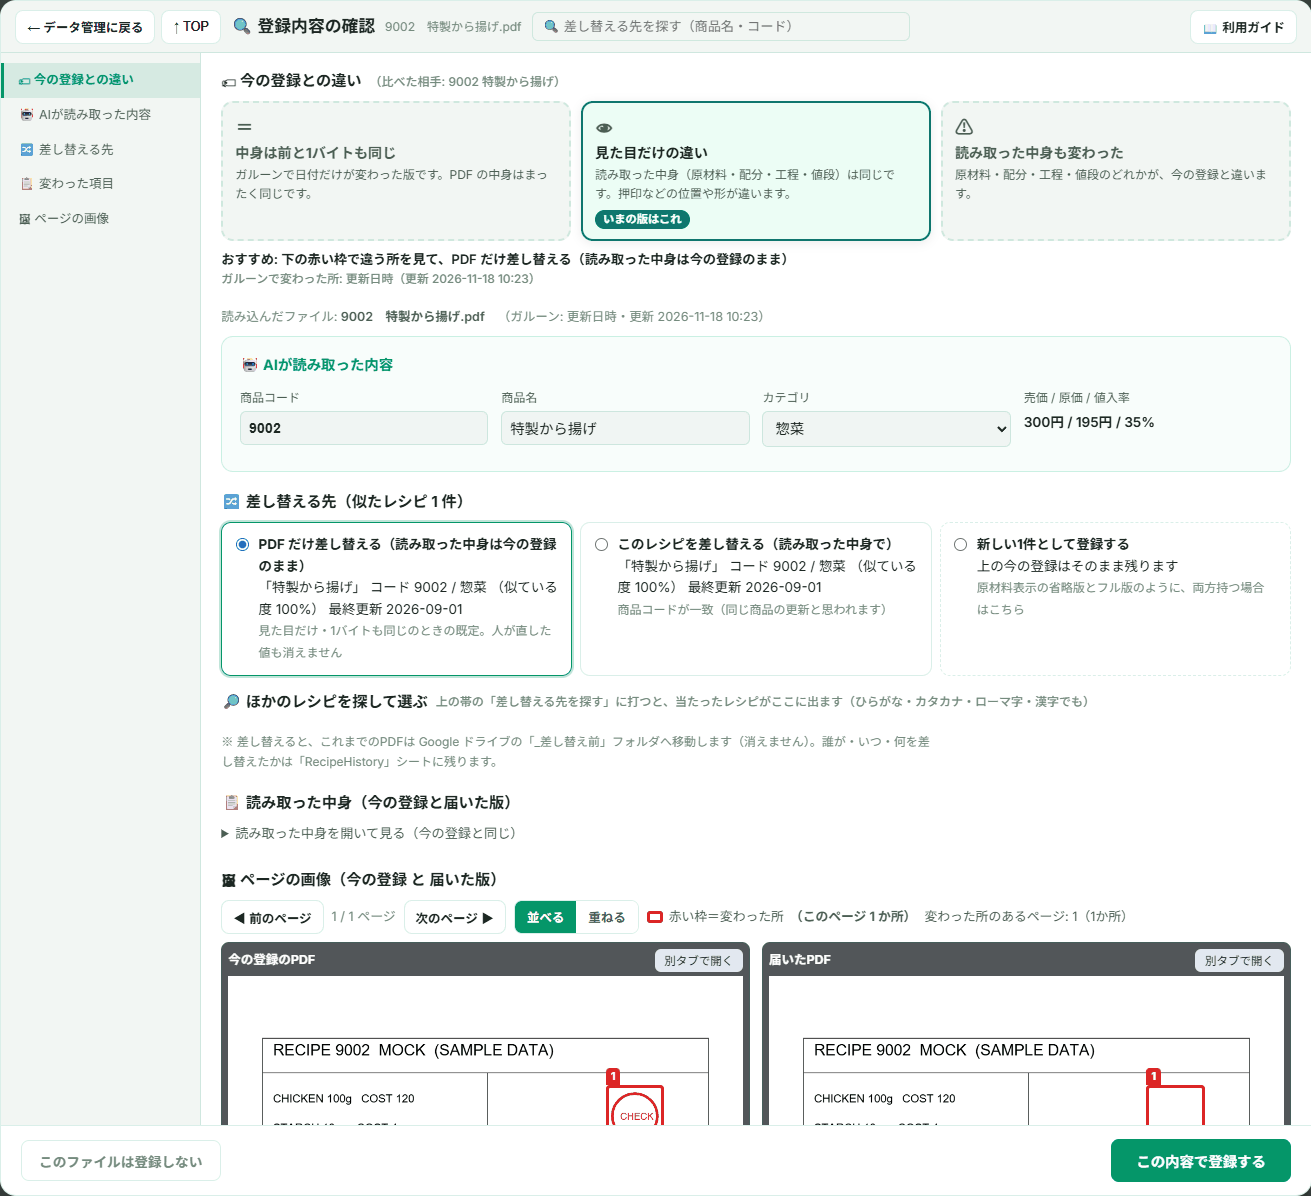 ← データ管理に戻る
↑ TOP
登録内容の確認
9002　特製から揚げ.pdf
差し替える先を探す（商品名・コード）
利用ガイド
今の登録との違い
AIが読み取った内容
差し替える先
変わった項目
ページの画像
今の登録との違い （比べた相手: 9002 特製から揚げ）
中身は前と1バイトも同じ
ガルーンで日付だけが変わった版です。PDF の中身はまっ
たく同じです。
見た目だけの違い
読み取った中身（原材料・配分・工程・値段）は同じで
す。押印などの位置や形が違います。
いまの版はこれ
読み取った中身も変わった
原材料・配分・工程・値段のどれかが、今の登録と違いま
す。
おすすめ: 下の赤い枠で違う所を見て、PDF だけ差し替える（読み取った中身は今の登録のまま）
ガルーンで変わった所: 更新日時（更新 2026-11-18 10:23）
読み込んだファイル: 9002　特製から揚げ.pdf　（ガルーン: 更新日時・更新 2026-11-18 10:23）
AIが読み取った内容
商品コード
9002
商品名
特製から揚げ
カテゴリ
惣菜
売価 / 原価 / 値入率
300円 / 195円 / 35%
差し替える先（似たレシピ 1 件）
PDF だけ差し替える（読み取った中身は今の登録
のまま）
「特製から揚げ」 コード 9002 / 惣菜 （似ている
度 100%） 最終更新 2026-09-01
見た目だけ・1バイトも同じのときの既定。人が直した
値も消えません
このレシピを差し替える（読み取った中身で）
「特製から揚げ」 コード 9002 / 惣菜 （似ている
度 100%） 最終更新 2026-09-01
商品コードが一致（同じ商品の更新と思われます）
新しい1件として登録する
上の今の登録はそのまま残ります
原材料表示の省略版とフル版のように、両方持つ場合
はこちら
ほかのレシピを探して選ぶ 上の帯の「差し替える先を探す」に打つと、当たったレシピがここに出ます（ひらがな・カタカナ・ローマ字・漢字でも）
※ 差し替えると、これまでのPDFは Google ドライブの「_差し替え前」フォルダへ移動します（消えません）。誰が・いつ・何を差
し替えたかは「RecipeHistory」シートに残ります。
読み取った中身（今の登録と届いた版）
▶ 読み取った中身を開いて見る（今の登録と同じ）
ページの画像（今の登録 と 届いた版）
◀ 前のページ
1 / 1 ページ
次のページ ▶
並べる
重ねる
赤い枠＝変わった所 （このページ 1 か所） 変わった所のあるページ: 1（1か所）
今の登録のPDF
別タブで開く
RECIPE 9002 MOCK (SAMPLE DATA)
CHICKEN 100g COST 120
1
CHECK
届いたPDF
別タブで開く
RECIPE 9002 MOCK (SAMPLE DATA)
CHICKEN 100g COST 120
1
このファイルは登録しない
この内容で登録する